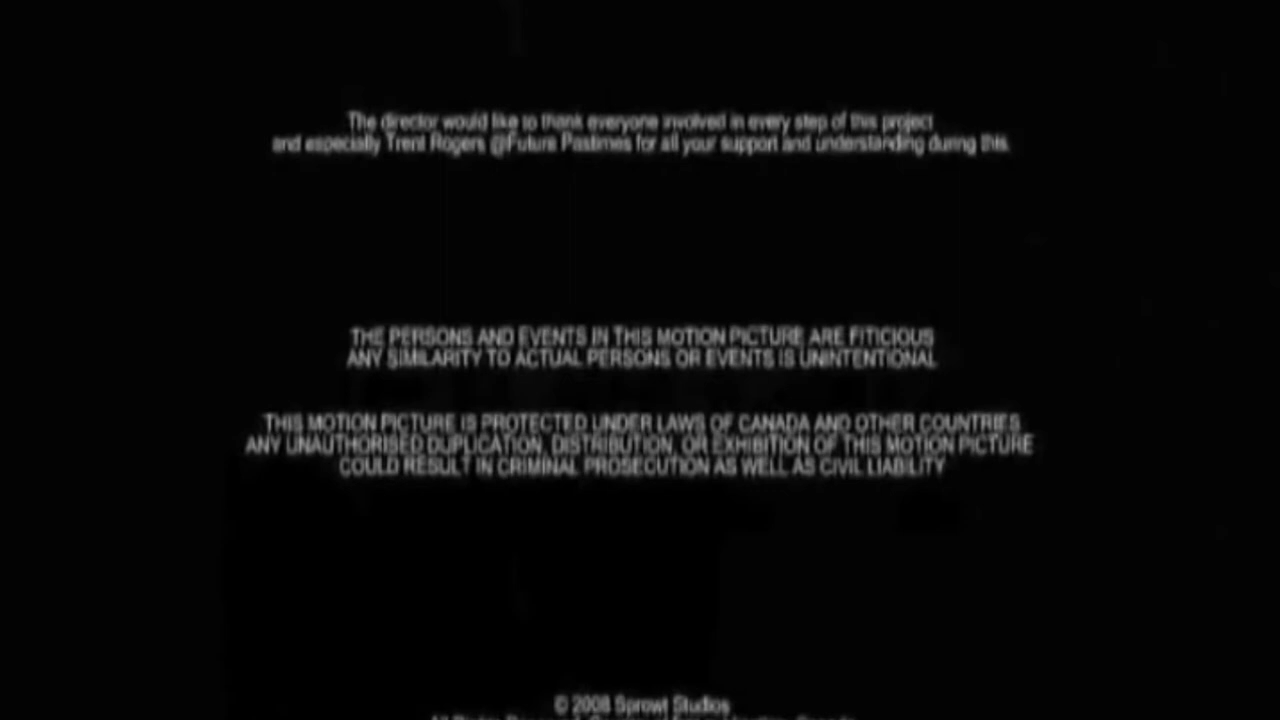 The director would like to thank everyone involved in every step of this project
and especially Trent Rogers @Future Pastimes for all your support and understanding during this.
THE PERSONS AND EVENTS IN THIS MOTION PICTURE ARE FITICIOUS
ANY SIMILARITY TO ACTUAL PERSONS OR EVENTS IS UNINTENTIONAL
THIS MOTION PICTURE IS PROTECTED UNDER LAWS OF CANADA AND OTHER COUNTRIES
ANY UNAUTHORISED DUPLICATION, DISTRIBUTION, OR EXHIBITION OF THIS MOTION PICTURE
COULD RESULT IN CRIMINAL PROSECUTION AS WELL AS CIVIL LIABILITY
© 2008 Sprowt Studios